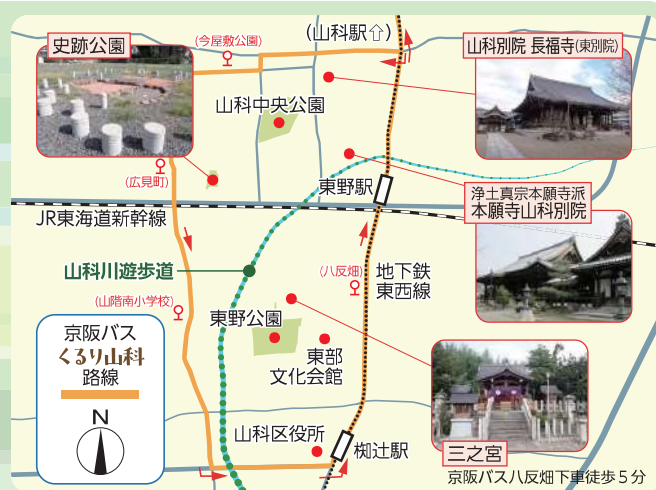 (山科駅⇧)
(今屋敷公園)
史跡公園
山科別院 長福寺(東別院)
山科中央公園
(広見町)
東野駅
浄土真宗本願寺派
本願寺山科別院
JR東海道新幹線
山科川遊歩道
(八反畑)
地下鉄
東西線
(山階南小学校)
東野公園
京阪バス
くるり山科
路線
N
東部
文化会館
山科区役所
椥辻駅
三之宮
京阪バス八反畑下車徒歩5分